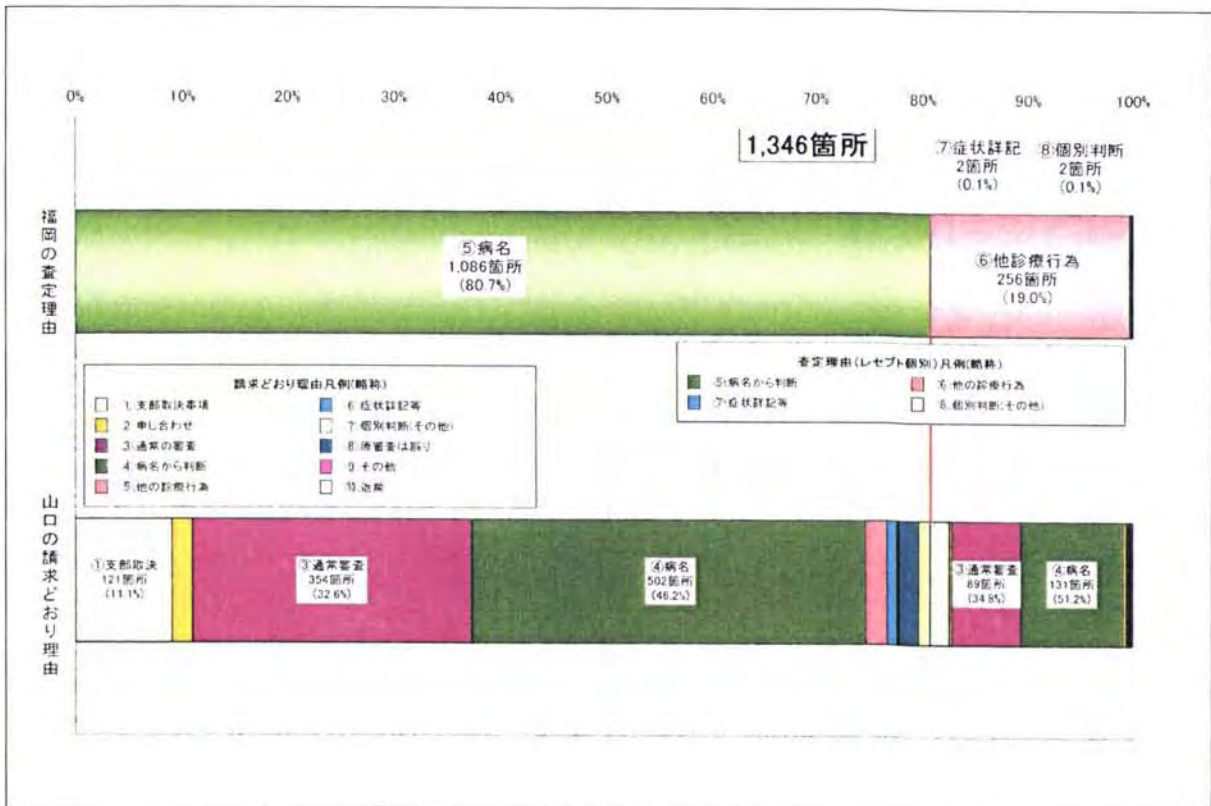 0% 10% 20% 30% 40% 50% 60% 70% 80% 90% 100%
1,346箇所
⑦症状詳記
2箇所
(0.1%)
⑧個別判断
2箇所
(0.1%)
福岡の査定理由
⑤病名
1,086箇所
(80.7%)
⑥他診療行為
256箇所
(19.0%)
請求どおり理由凡例(略称)
1:支部取決事項
2:申し合わせ
3:通常の審査
4:病名から判断
5:他の診療行為
6:症状詳記等
7:個別判断(その他)
8:原審査は誤り
9:その他
10:返戻
査定理由(レセプト個別)凡例(略称)
5:病名から判断
7:症状詳記等
6:他の診療行為
8:個別判断(その他)
山口の請求どおり理由
①支部取決
121箇所
(11.1%)
③通常審査
354箇所
(32.6%)
④病名
502箇所
(46.2%)
③通常審査
89箇所
(34.8%)
④病名
131箇所
(51.2%)